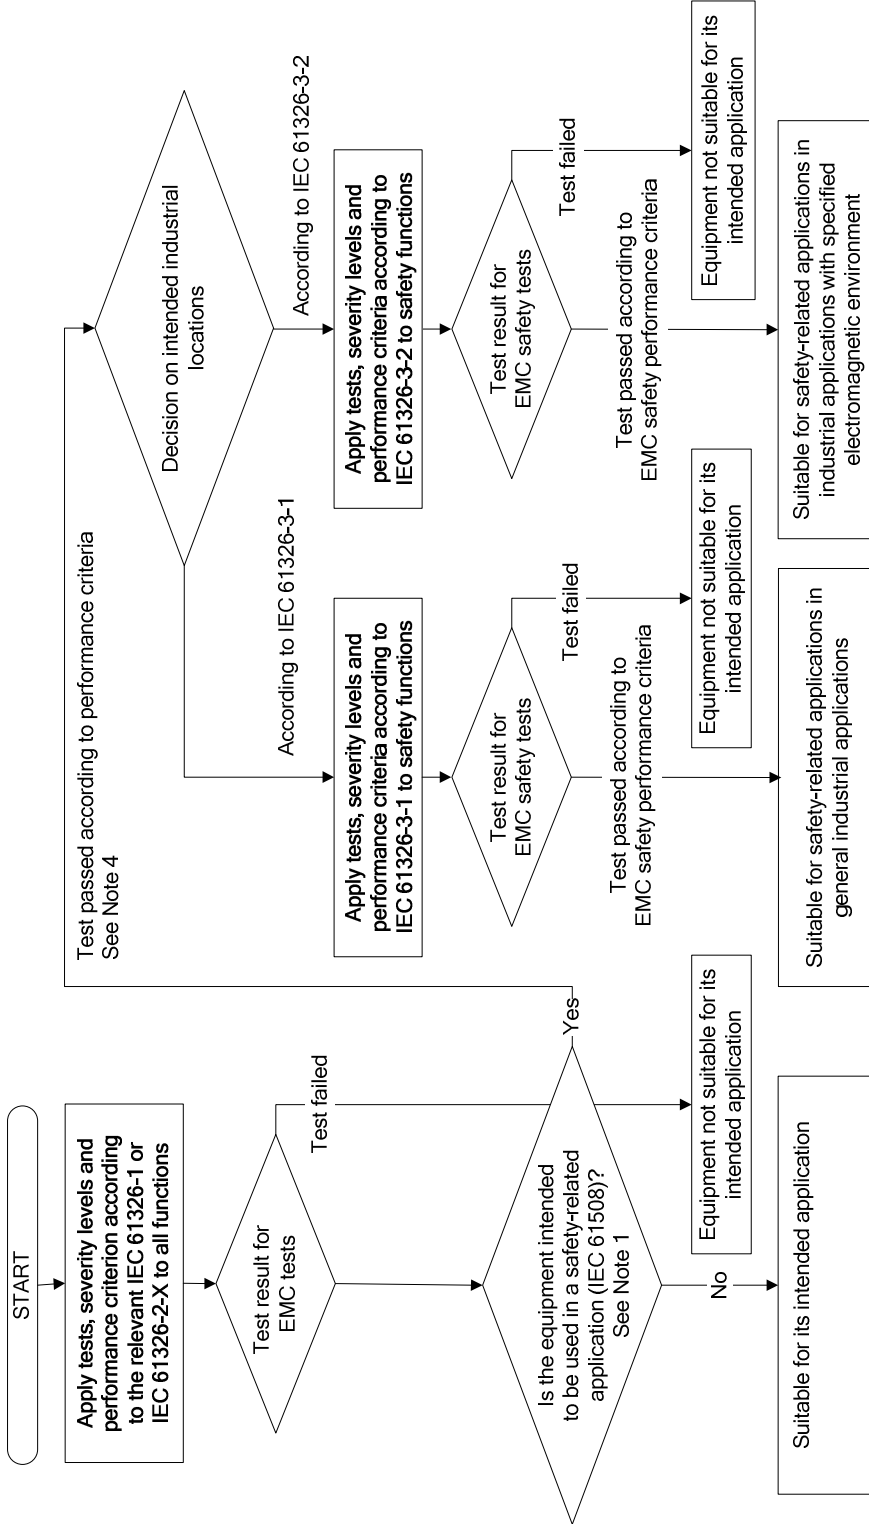 START
Apply tests, severity levels and
performance criterion according
to the relevant IEC 61326-1 or
IEC 61326-2-X to all functions
Test result for
EMC tests
Test failed
Is the equipment intended
to be used in a safety-related
application (IEC 61508)?
See Note 1
Yes
No
Equipment not suitable for its
intended application
Suitable for its intended application
Test passed according to performance criteria
See Note 4
Decision on intended industrial
locations
According to IEC 61326-3-1
Apply tests, severity levels and
performance criteria according to
IEC 61326-3-1 to safety functions
Test result for
EMC safety tests
Test failed
Test passed according to
EMC safety performance criteria
Equipment not suitable for its
intended application
Suitable for safety-related applications in
general industrial applications
According to IEC 61326-3-2
Apply tests, severity levels and
performance criteria according to
IEC 61326-3-2 to safety functions
Test result for
EMC safety tests
Test failed
Test passed according to
EMC safety performance criteria
Equipment not suitable for its
intended application
Suitable for safety-related applications in
industrial applications with specified
electromagnetic environment